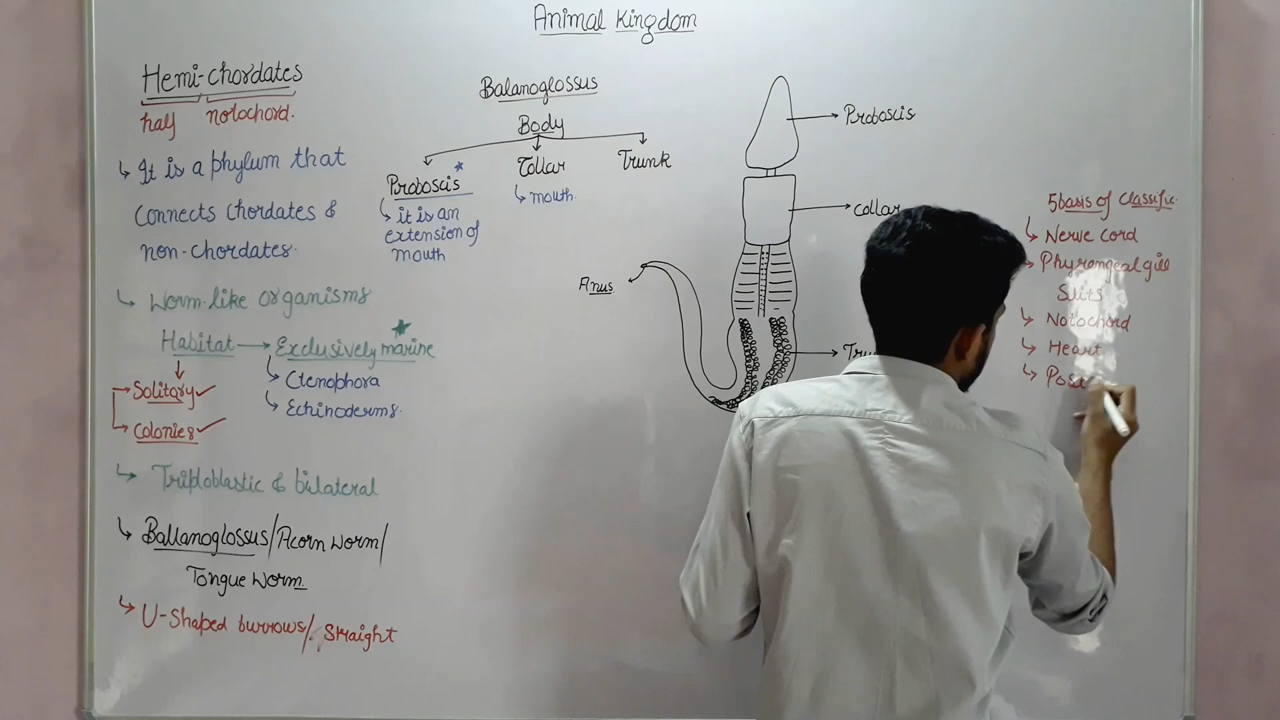 Animal Kingdom
Hemi-chordates
half notochord.
It is a phylum that
connects chordates &
non-chordates.
Worm-like organisms
Habitat Exclusively marine
Solitary
Colonies
Ctenophora
Echinoderms.
Triploblastic & bilateral
Ballanoglossus/Acorn worm/
Tongue worm
U-shaped burrows/straight
Balanoglossus
Body
Proboscis Collar Trunk
it is an
extension of
mouth
mouth.
Proboscis
collar
Anus
5 basis of classific.
Nerve cord
Phyrengeal gill
Slits
Notochord
Heart